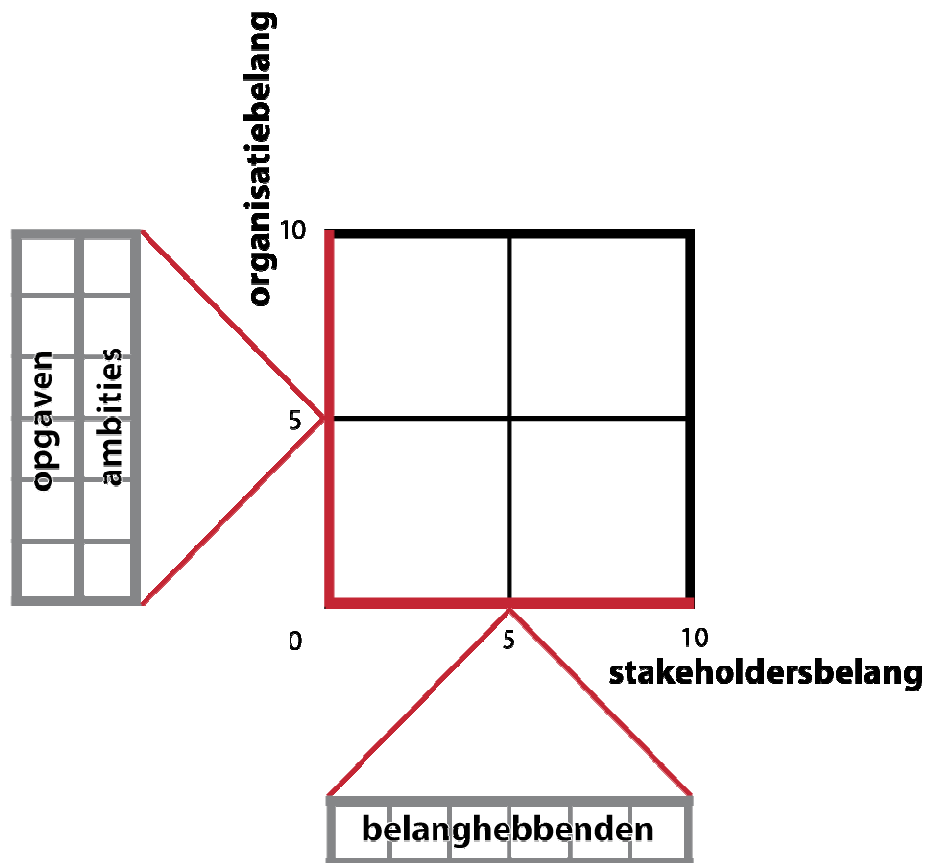 organisatiebelang
10
5
0
5
10
opgaven
ambities
stakeholdersbelang
belanghebbenden